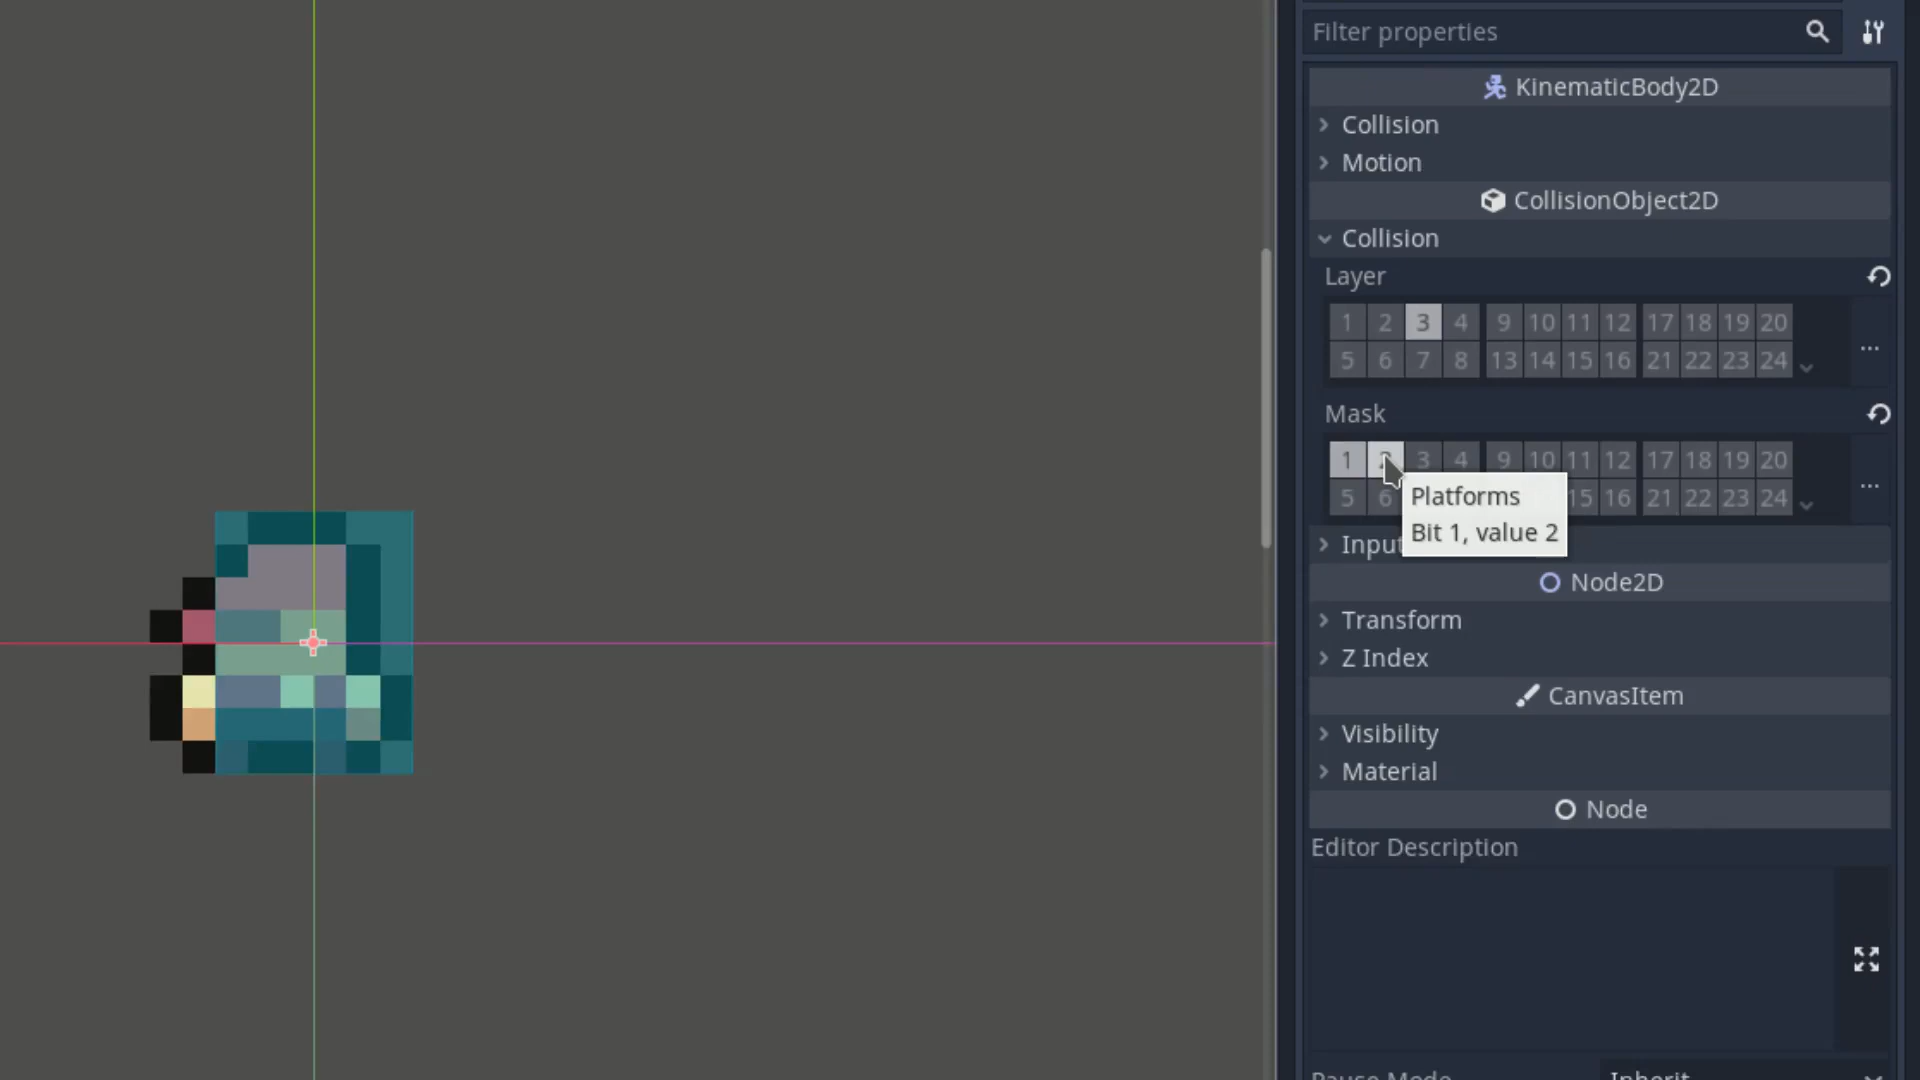 Filter properties
KinematicBody2D
Collision
Motion
CollisionObject2D
Collision
Layer
1 2 3 4 9 10 11 12 17 18 19 20
5 6 7 8 13 14 15 16 21 22 23 24
...
Mask
1 2 3 4 9 10 11 12 17 18 19 20
5 6 15 16 21 22 23 24
...
Platforms
Bit 1, value 2
Input
Node2D
Transform
Z Index
CanvasItem
Visibility
Material
Node
Editor Description
Pause Mode Inherit